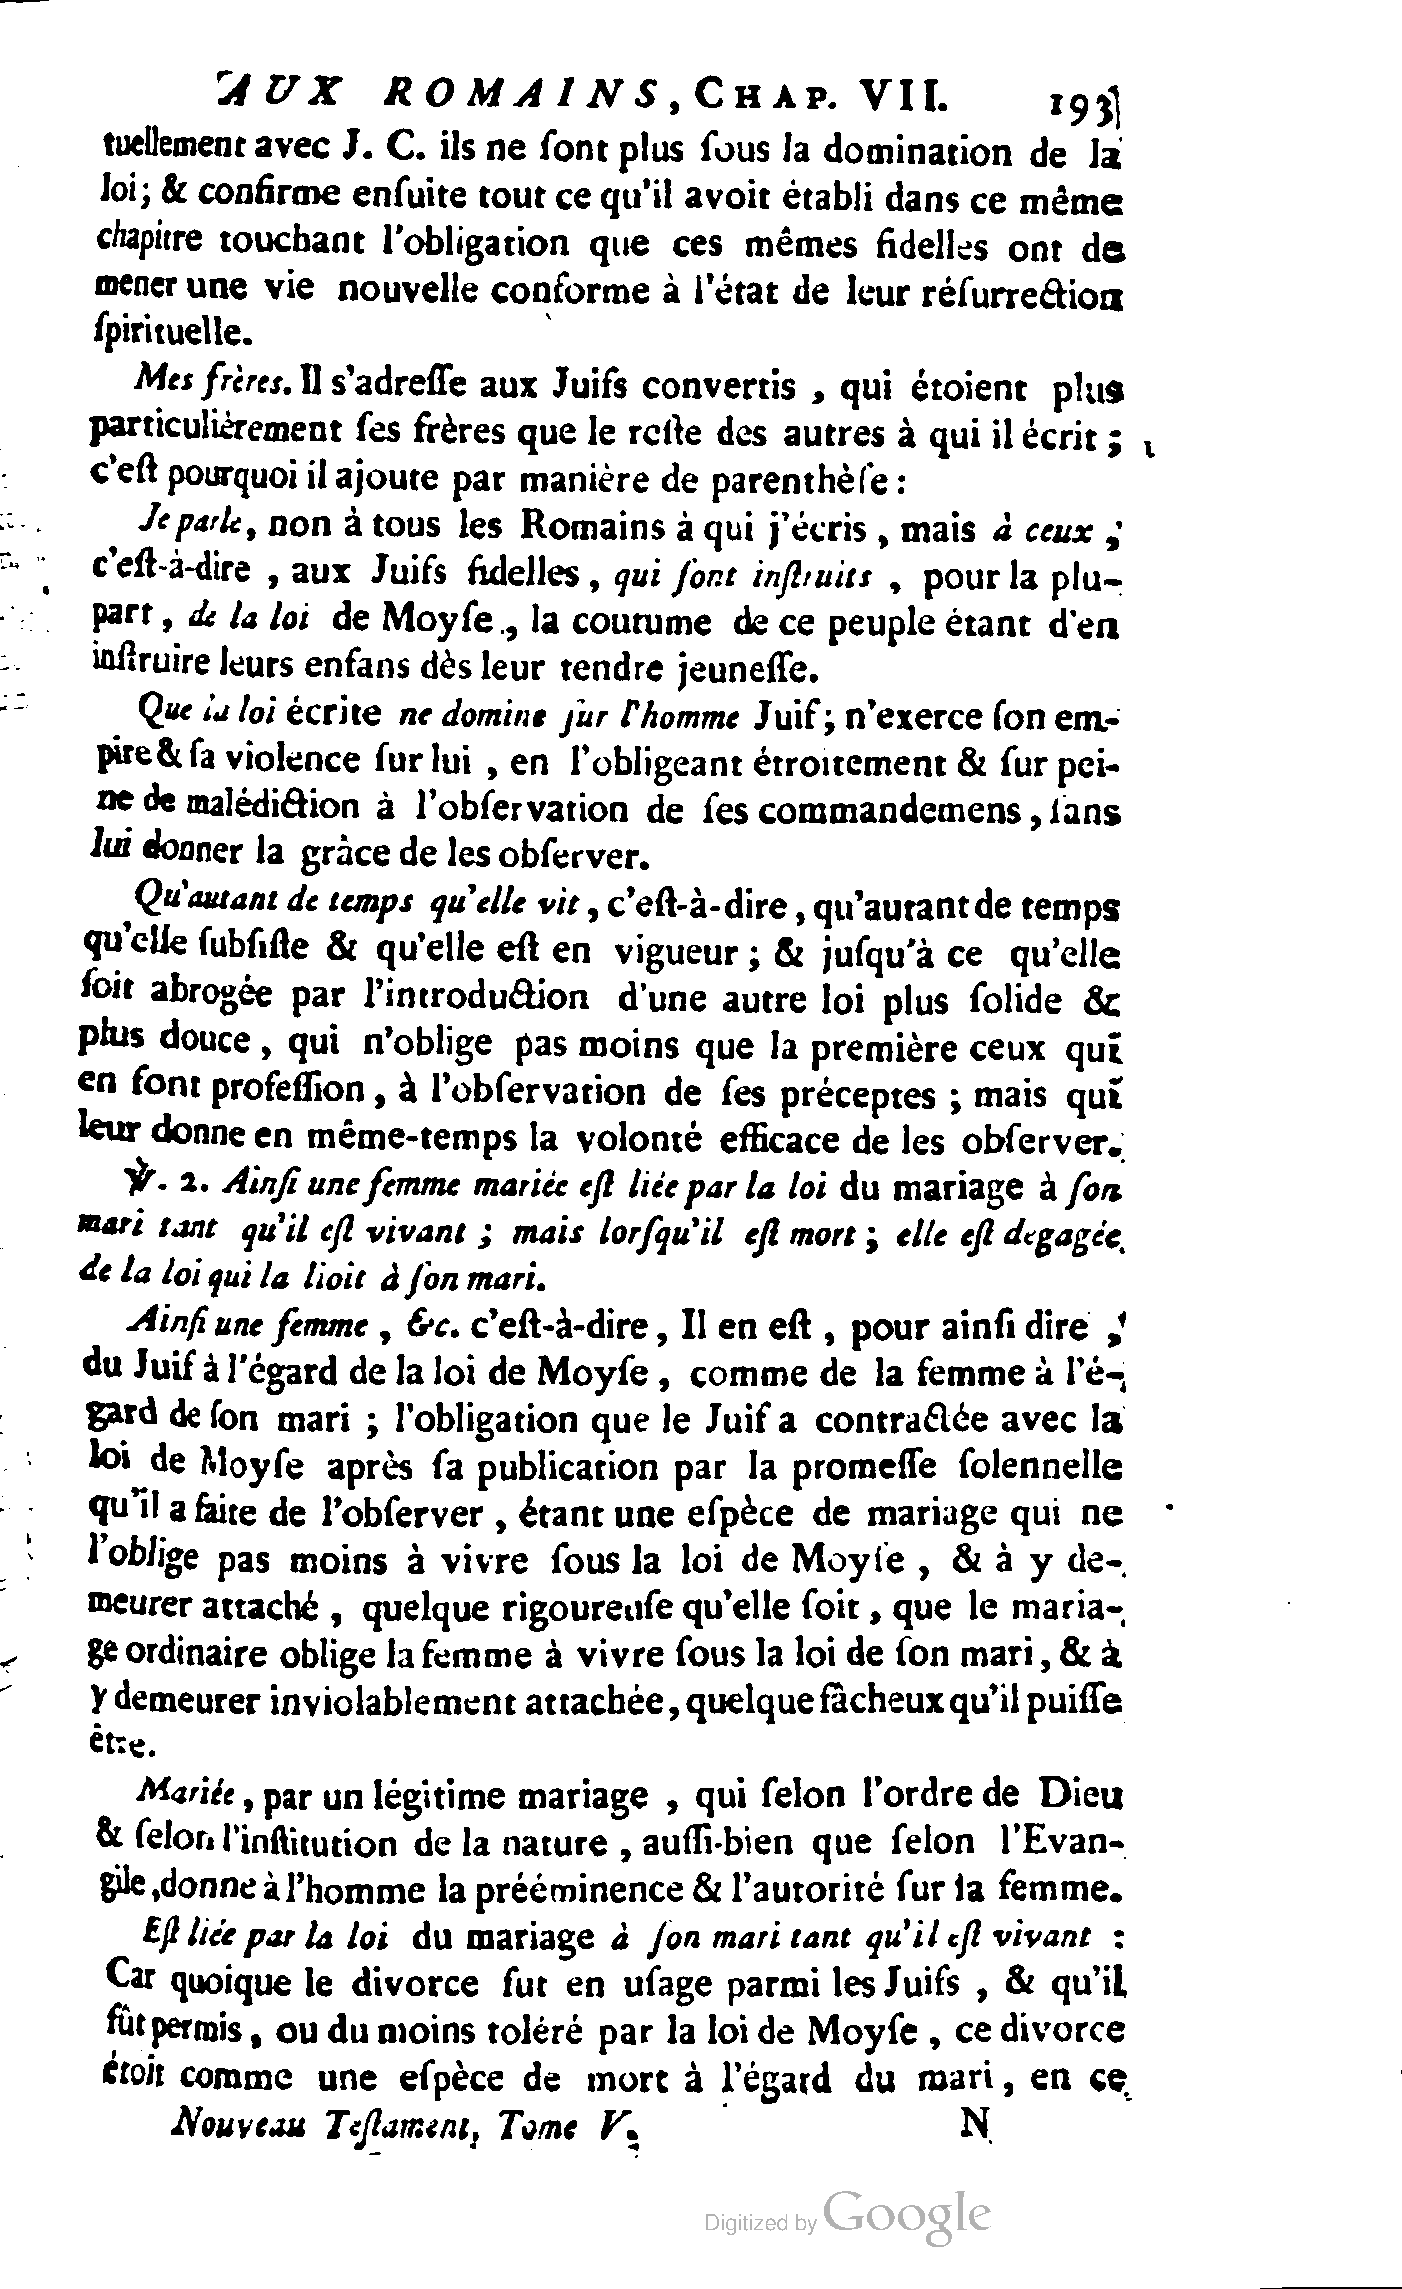 AUX ROMAINS, CHAP. VII. 193
tuellement avec J. C. ils ne ſont plus ſous la domination de la
loi; & confirme enſuite tout ce qu'il avoit établi dans ce même
chapitre touchant l'obligation que ces mêmes fidelles ont de
mener une vie nouvelle conforme à l'état de leur réſurrection
ſpirituelle.
Mes frères. Il s'adreſſe aux Juifs convertis, qui étoient plus
particulièrement ſes frères que le reſte des autres à qui il écrit;
c'eſt pourquoi il ajoute par manière de parenthèſe:
Je parle, non à tous les Romains à qui j'écris, mais à ceux,
c'eſt-à-dire, aux Juifs fidelles, qui ſont inſtruits, pour la plu-
part, de la loi de Moyſe, la coutume de ce peuple étant d'en
inſtruire leurs enfans dès leur tendre jeuneſſe.
Que la loi écrite ne domine ſur l'homme Juif; n'exerce ſon em-
pire & ſa violence ſur lui, en l'obligeant étroitement & ſur pei-
ne de malédiction à l'obſervation de ſes commandemens, ſans
lui donner la grâce de les obſerver.
Qu'autant de temps qu'elle vit, c'eſt-à-dire, qu'autant de temps
qu'elle ſubſiſte & qu'elle eſt en vigueur; & juſqu'à ce qu'elle
ſoit abrogée par l'introduction d'une autre loi plus ſolide &
plus douce, qui n'oblige pas moins que la première ceux qui
en font profeſſion, à l'obſervation de ſes préceptes; mais qui
leur donne en même-temps la volonté efficace de les obſerver.
℣. 2. Ainſi une femme mariée eſt liée par la loi du mariage à ſon
mari tant qu'il eſt vivant; mais lorſqu'il eſt mort; elle eſt degagée
de la loi qui la lioit à ſon mari.
Ainſi une femme, &c. c'eſt-à-dire, Il en eſt, pour ainſi dire,
du Juif à l'égard de la loi de Moyſe, comme de la femme à l'é-
gard de ſon mari; l'obligation que le Juif a contractée avec la
loi de Moyſe après ſa publication par la promeſſe ſolennelle
qu'il a faite de l'obſerver, étant une eſpèce de mariage qui ne
l'oblige pas moins à vivre ſous la loi de Moyſe, & à y de-
meurer attaché, quelque rigoureuſe qu'elle ſoit, que le maria-
ge ordinaire oblige la femme à vivre ſous la loi de ſon mari, & à
y demeurer inviolablement attachée, quelque fâcheux qu'il puiſſe
être.
Mariée, par un légitime mariage, qui ſelon l'ordre de Dieu
& ſelon l'inſtitution de la nature, auſſi-bien que ſelon l'Evan-
gile, donne à l'homme la prééminence & l'autorité ſur la femme.
Eſt liée par la loi du mariage à ſon mari tant qu'il eſt vivant:
Car quoique le divorce fut en uſage parmi les Juifs, & qu'il
fût permis, ou du moins toléré par la loi de Moyſe, ce divorce
étoit comme une eſpèce de mort à l'égard du mari, en ce
Nouveau Teſtament, Tome V. N
Digitized by Google